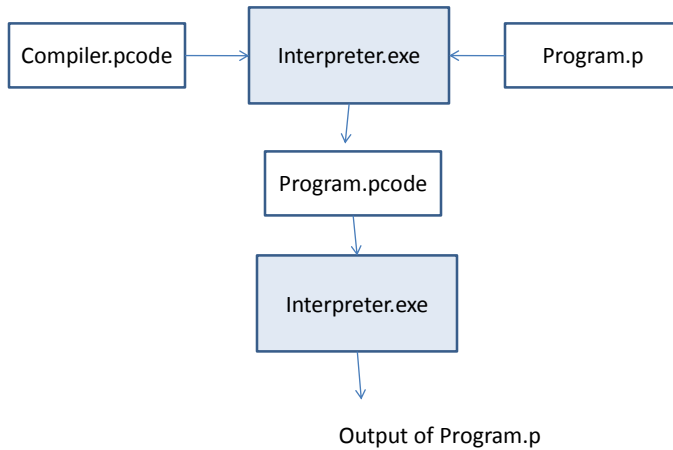 Compiler.pcode
Interpreter.exe
Program.p
Program.pcode
Interpreter.exe
Output of Program.p